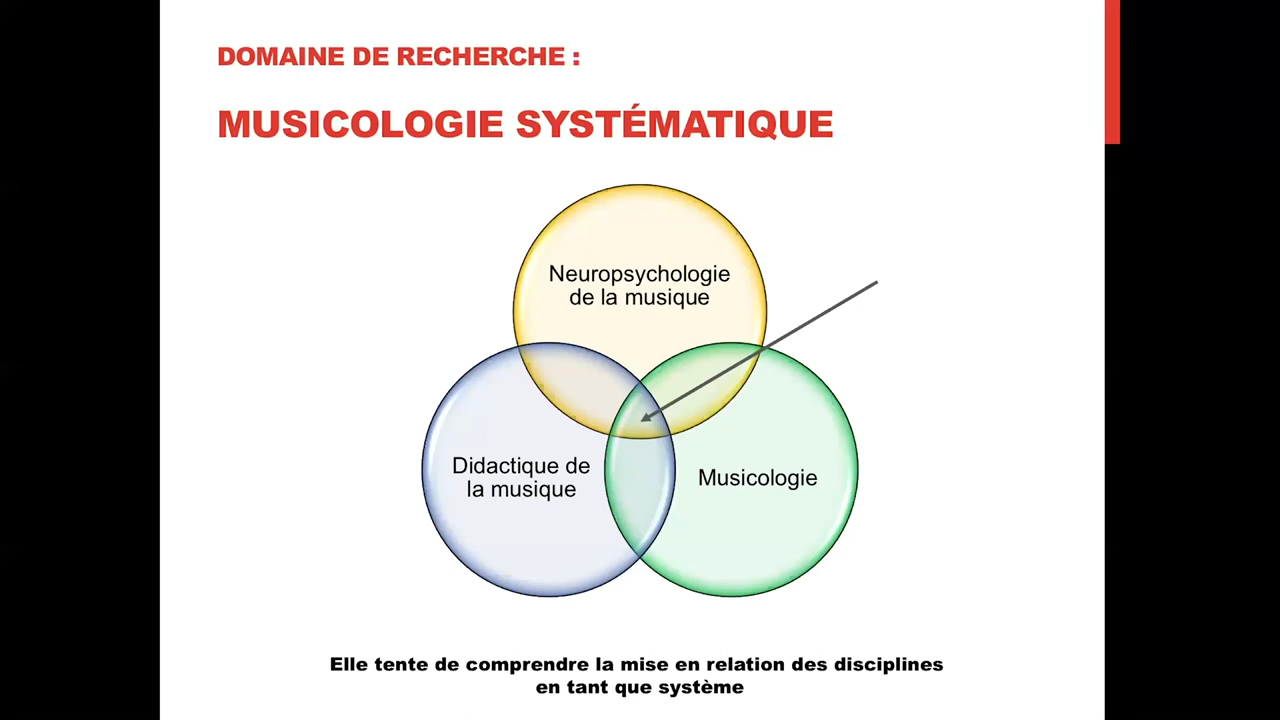 DOMAINE DE RECHERCHE :
MUSICOLOGIE SYSTÉMATIQUE
Neuropsychologie
de la musique
Didactique de
la musique
Musicologie
Elle tente de comprendre la mise en relation des disciplines
en tant que système